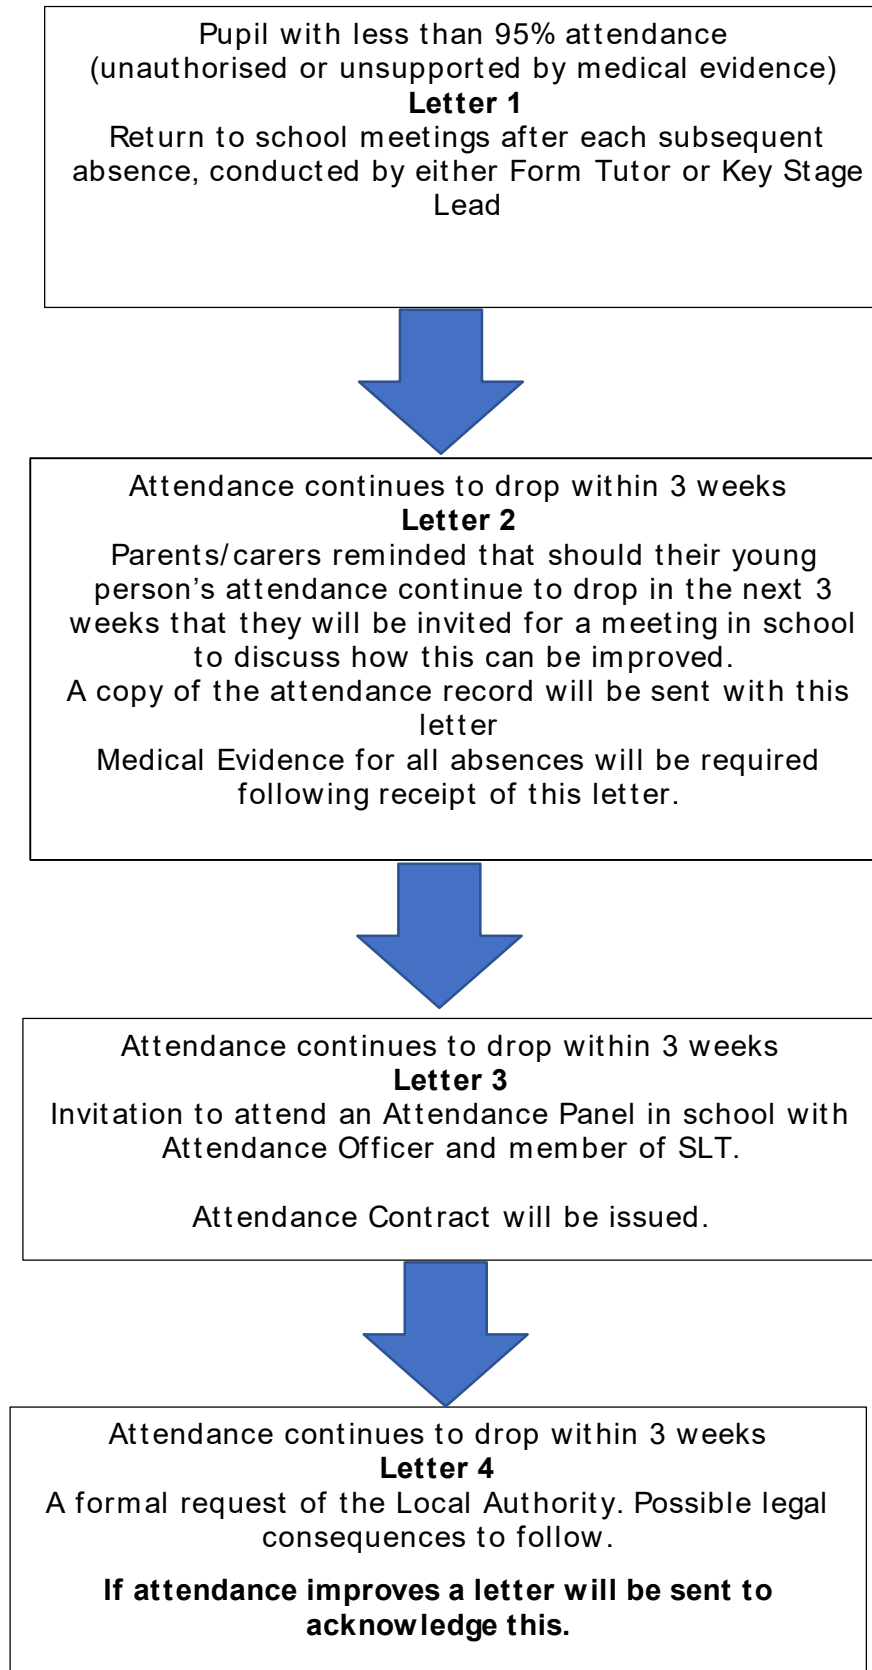 Pupil with less than 95% attendance
(unauthorised or unsupported by medical evidence)
Letter 1
Return to school meetings after each subsequent
absence, conducted by either Form Tutor or Key Stage
Lead
Attendance continues to drop within 3 weeks
Letter 2
Parents/carers reminded that should their young
person’s attendance continue to drop in the next 3
weeks that they will be invited for a meeting in school
to discuss how this can be improved.
A copy of the attendance record will be sent with this
letter
Medical Evidence for all absences will be required
following receipt of this letter.
Attendance continues to drop within 3 weeks
Letter 3
Invitation to attend an Attendance Panel in school with
Attendance Officer and member of SLT.
Attendance Contract will be issued.
Attendance continues to drop within 3 weeks
Letter 4
A formal request of the Local Authority. Possible legal
consequences to follow.
If attendance improves a letter will be sent to
acknowledge this.